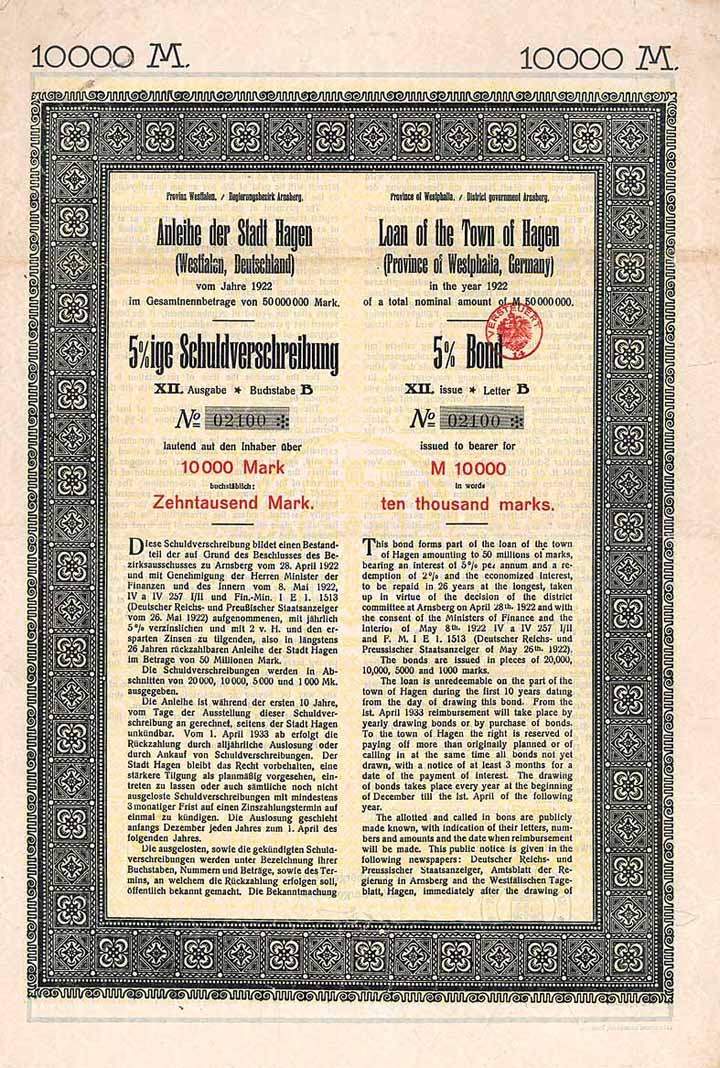 10000 M.
10000 M.
Provinz Westfalen. / Regierungsbezirk Arnsberg.
Anleihe der Stadt Hagen
(Westfalen, Deutschland)
vom Jahre 1922
im Gesamtnennbetrage von 50 000 000 Mark.
5%ige Schuldverschreibung
XII. Ausgabe ★ Buchstabe B
№ 02100 ✻
lautend auf den Inhaber über
10 000 Mark
buchstäblich:
Zehntausend Mark.
Diese Schuldverschreibung bildet einen Bestand-
teil der auf Grund des Beschlusses des Be-
zirksausschusses zu Arnsberg vom 28. April 1922
und mit Genehmigung der Herren Minister der
Finanzen und des Innern vom 8. Mai 1922,
IV a IV 257 I/II und Fin.-Min. I E 1. 1513
(Deutscher Reichs- und Preußischer Staatsanzeiger
vom 26. Mai 1922) aufgenommenen, mit jährlich
5% verzinslichen und mit 2 v. H. und den er-
sparten Zinsen zu tilgenden, also in längstens
26 Jahren rückzahlbaren Anleihe der Stadt Hagen
im Betrage von 50 Millionen Mark.
Die Schuldverschreibungen werden in Ab-
schnitten von 20 000, 10 000, 5 000 und 1 000 Mk.
ausgegeben.
Die Anleihe ist während der ersten 10 Jahre,
vom Tage der Ausstellung dieser Schuldver-
schreibung an gerechnet, seitens der Stadt Hagen
unkündbar. Vom 1. April 1933 ab erfolgt die
Rückzahlung durch alljährliche Auslosung oder
durch Ankauf von Schuldverschreibungen. Der
Stadt Hagen bleibt das Recht vorbehalten, eine
stärkere Tilgung als planmäßig vorgesehen, ein-
treten zu lassen oder auch sämtliche noch nicht
ausgeloste Schuldverschreibungen mit mindestens
3 monatiger Frist auf einen Zinszahlungstermin auf
einmal zu kündigen. Die Auslosung geschieht
anfangs Dezember jeden Jahres zum 1. April des
folgenden Jahres.
Die ausgelosten, sowie die gekündigten Schuld-
verschreibungen werden unter Bezeichnung ihrer
Buchstaben, Nummern und Beträge, sowie des Ter-
mins, an welchem die Rückzahlung erfolgen soll,
öffentlich bekannt gemacht. Die Bekanntmachung
Province of Westphalia. / District government Arnsberg.
Loan of the Town of Hagen
(Province of Westphalia, Germany)
in the year 1922
of a total nominal amount of M 50 000 000.
VERSTEUERT
14
5% Bond
XII. issue ★ Letter B
№ 02100 ✻
issued to bearer for
M 10 000
in words
ten thousand marks.
This bond forms part of the loan of the town
of Hagen amounting to 50 millions of marks,
bearing an interest of 5% per annum and a re-
demption of 2% and the economized interest,
to be repaid in 26 years at the longest, taken
up in virtue of the decision of the district
committee at Arnsberg on April 28th. 1922 and with
the consent of the Ministers of Finance and the
Interior of May 8th. 1922 IV a IV 257 I/II
and F. M. I E 1. 1513 (Deutscher Reichs- und
Preussischer Staatsanzeiger of May 26th. 1922).
The bonds are issued in pieces of 20,000,
10,000, 5000 and 1000 marks.
The loan is unredeemable on the part of the
town of Hagen during the first 10 years dating
from the day of drawing this bond. From the
1st. April 1933 reimbursement will take place by
yearly drawing bonds or by purchase of bonds.
To the town of Hagen the right is reserved of
paying off more than originally planned or of
calling in at the same time all bonds not yet
drawn, with a notice of at least 3 months for a
date of the payment of interest. The drawing
of bonds takes place every year at the beginning
of December till the 1st. April of the following
year.
The allotted and called in bons are publicly
made known, with indication of their letters, num-
bers and amounts and the date when reimbursement
will be made. This public notice is given in the
following newspapers: Deutscher Reichs- und
Preussischer Staatsanzeiger, Amtsblatt der Re-
gierung in Arnsberg and the Westfälischen Tage-
blatt, Hagen, immediately after the drawing of